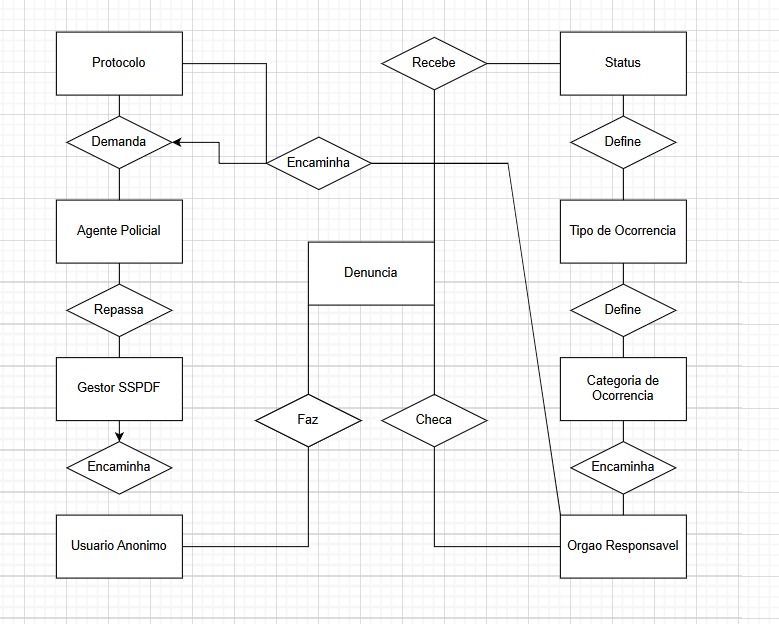 Protocolo
Recebe
Status
Demanda
Encaminha
Define
Agente Policial
Tipo de Ocorrencia
Denuncia
Repassa
Define
Gestor SSPDF
Categoria de
Ocorrencia
Faz
Checa
Encaminha
Encaminha
Usuario Anonimo
Orgao Responsavel